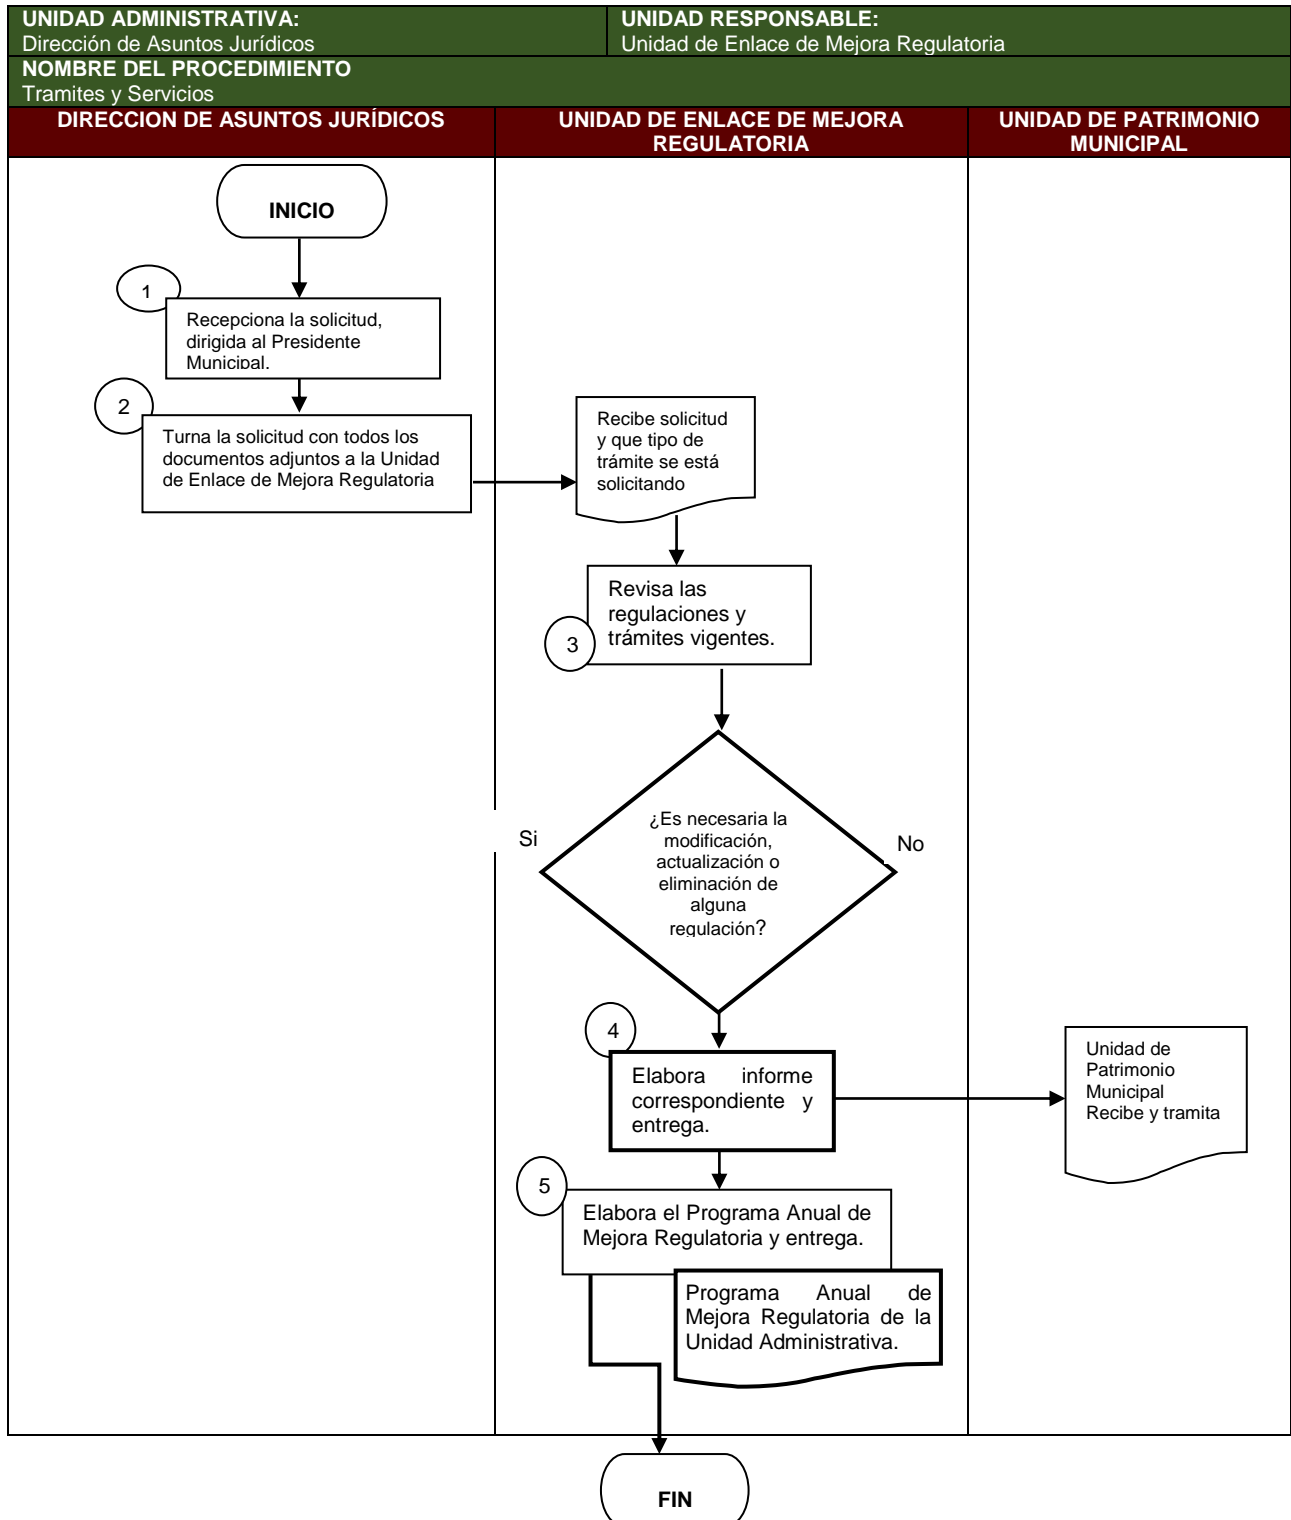 UNIDAD ADMINISTRATIVA:
Dirección de Asuntos Jurídicos
UNIDAD RESPONSABLE:
Unidad de Enlace de Mejora Regulatoria
NOMBRE DEL PROCEDIMIENTO
Tramites y Servicios
DIRECCION DE ASUNTOS JURÍDICOS
UNIDAD DE ENLACE DE MEJORA
REGULATORIA
UNIDAD DE PATRIMONIO
MUNICIPAL
INICIO
1
Recepciona la solicitud,
dirigida al Presidente
Municipal.
2
Turna la solicitud con todos los
documentos adjuntos a la Unidad
de Enlace de Mejora Regulatoria
Recibe solicitud
y que tipo de
trámite se está
solicitando
Revisa las
regulaciones y
trámites vigentes.
3
¿Es necesaria la
modificación,
actualización o
eliminación de
alguna
regulación?
Si
No
4
Elabora informe
correspondiente y
entrega.
Unidad de
Patrimonio
Municipal
Recibe y tramita
5
Elabora el Programa Anual de
Mejora Regulatoria y entrega.
Programa Anual de
Mejora Regulatoria de la
Unidad Administrativa.
FIN